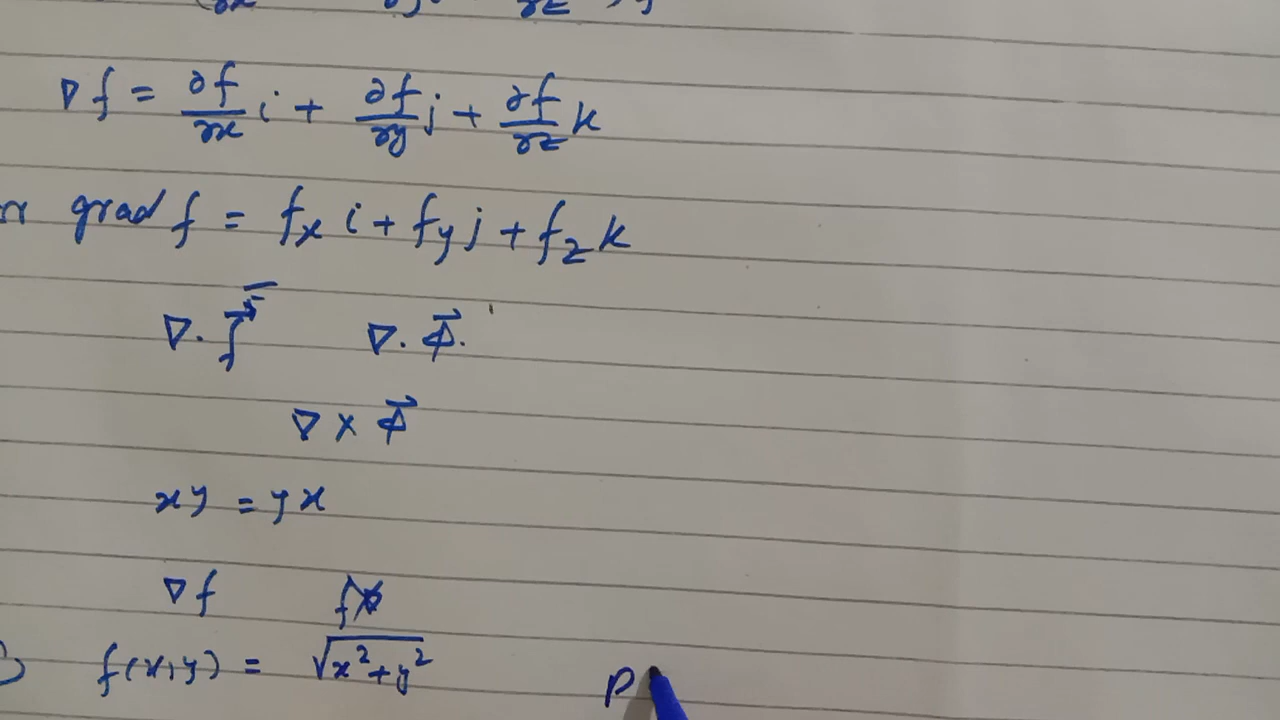 ∇f = ∂f/∂x i + ∂f/∂y j + ∂f/∂z k
grad f = fx i + fy j + fz k
∇. f⃗ ∇. Φ⃗.
∇ × Φ⃗
xy = yx
∇f f
f(x,y) = √x²+y²
P